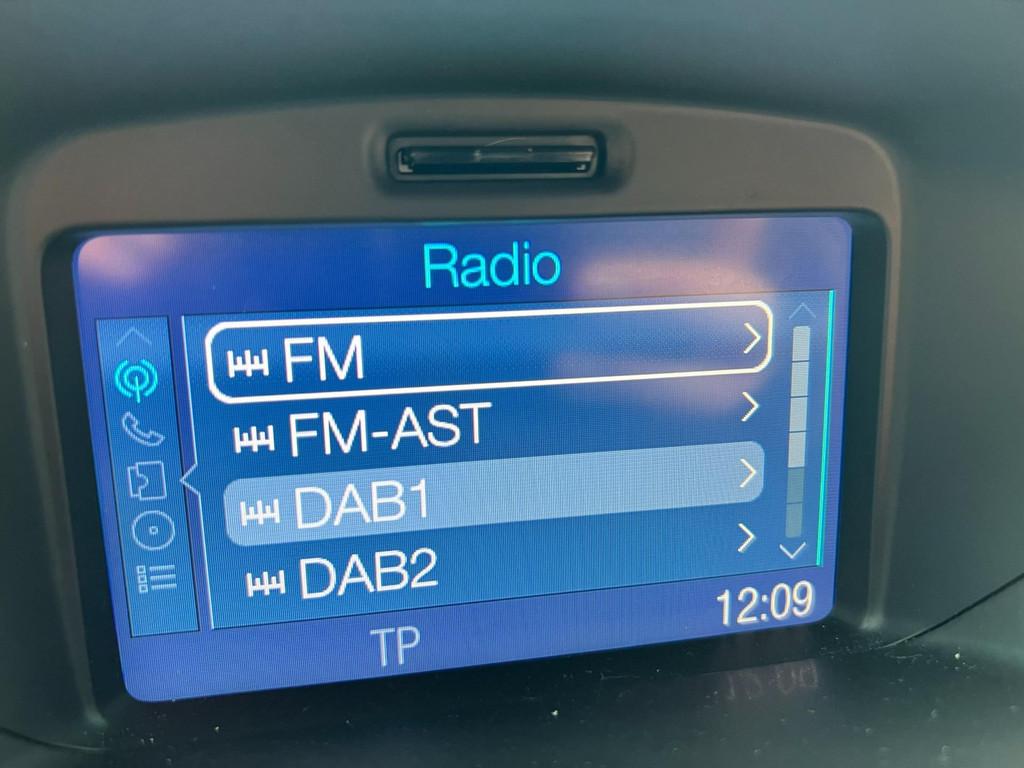 Radio
FM
FM-AST
DAB1
DAB2
TP
12:09